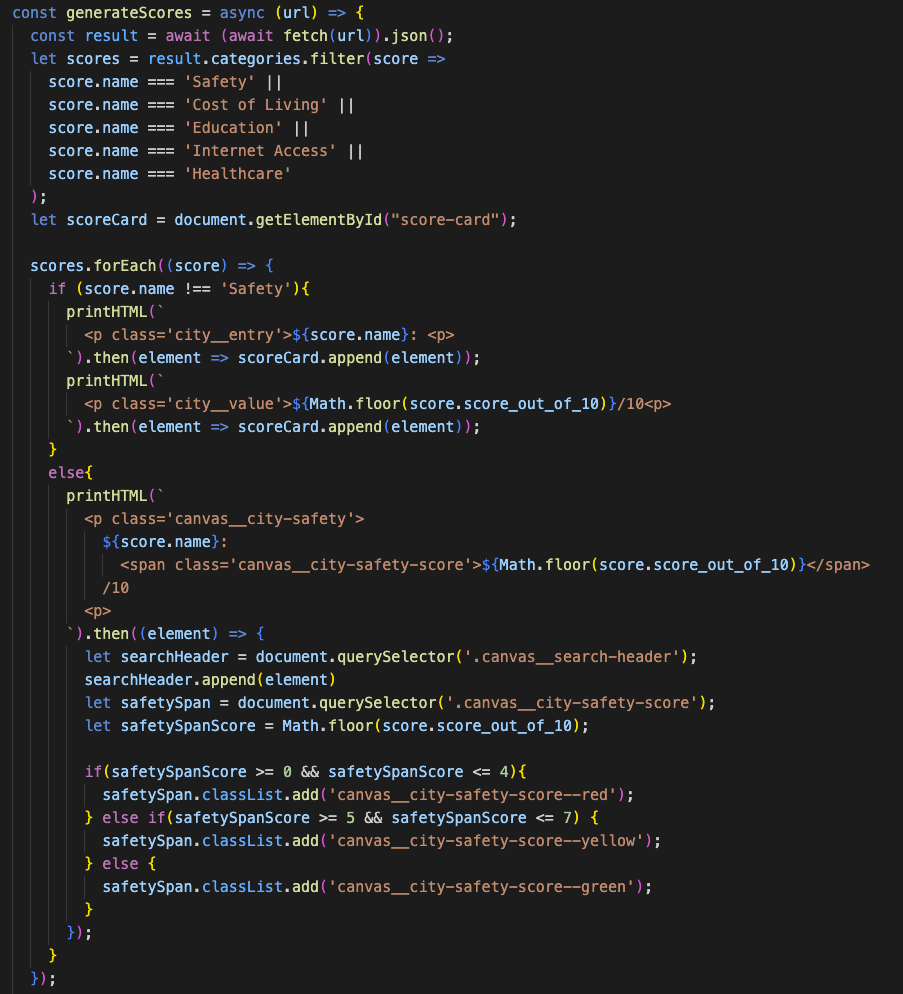 const generateScores = async (url) => {
  const result = await (await fetch(url)).json();
  let scores = result.categories.filter(score =>
    score.name === 'Safety' ||
    score.name === 'Cost of Living' ||
    score.name === 'Education' ||
    score.name === 'Internet Access' ||
    score.name === 'Healthcare'
  );
  let scoreCard = document.getElementById("score-card");

  scores.forEach((score) => {
    if (score.name !== 'Safety'){
      printHTML(`
        <p class='city__entry'>${score.name}: <p>
      `).then(element => scoreCard.append(element));
      printHTML(`
        <p class='city__value'>${Math.floor(score.score_out_of_10)}/10<p>
      `).then(element => scoreCard.append(element));
    }
    else{
      printHTML(`
        <p class='canvas__city-safety'>
          ${score.name}:
            <span class='canvas__city-safety-score'>${Math.floor(score.score_out_of_10)}</span>
          /10
        <p>
      `).then((element) => {
        let searchHeader = document.querySelector('.canvas__search-header');
        searchHeader.append(element)
        let safetySpan = document.querySelector('.canvas__city-safety-score');
        let safetySpanScore = Math.floor(score.score_out_of_10);

        if(safetySpanScore >= 0 && safetySpanScore <= 4){
          safetySpan.classList.add('canvas__city-safety-score--red');
        } else if(safetySpanScore >= 5 && safetySpanScore <= 7) {
          safetySpan.classList.add('canvas__city-safety-score--yellow');
        } else {
          safetySpan.classList.add('canvas__city-safety-score--green');
        }
      });
    }
  });